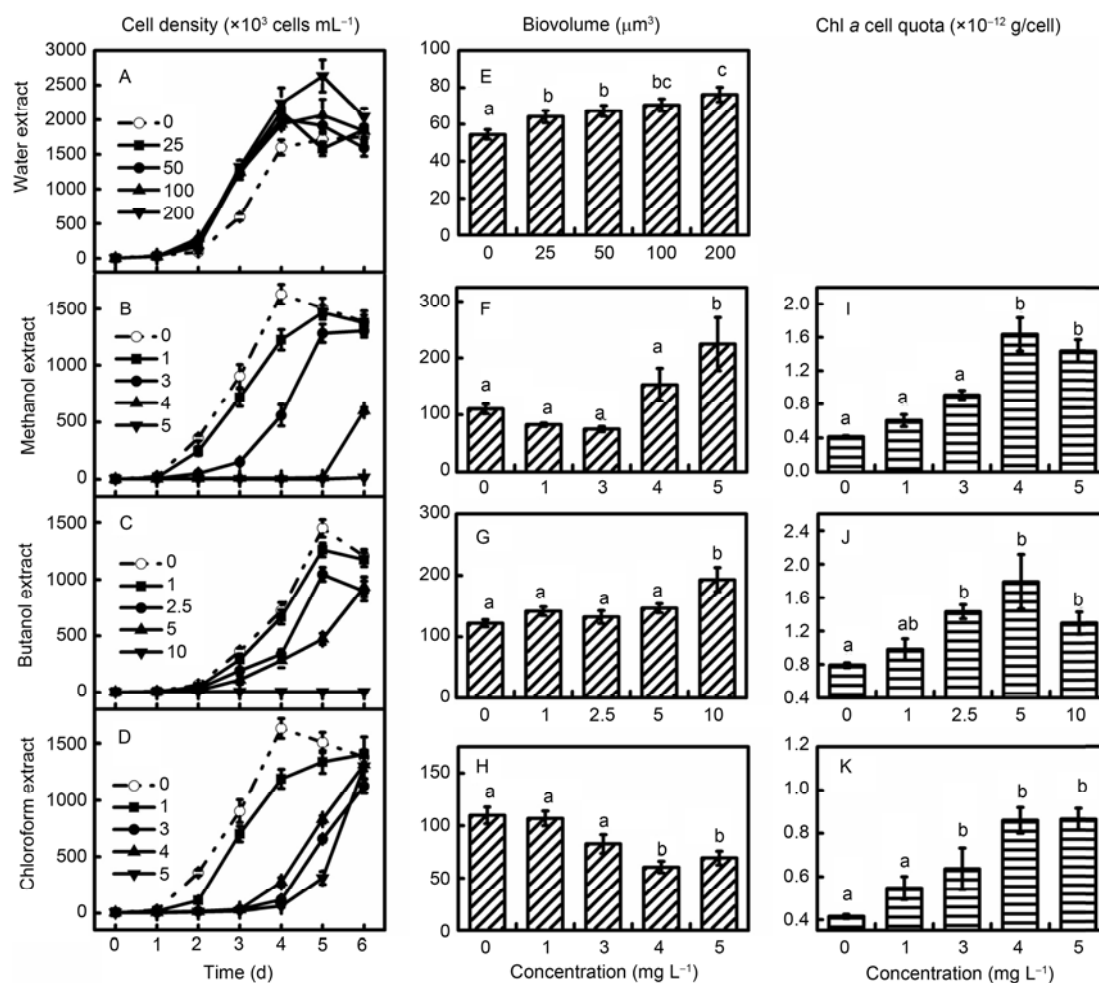 Cell density (×10³ cells mL⁻¹)
Biovolume (μm³)
Chl a cell quota (×10⁻¹² g/cell)
Water extract
3000
2500
2000
1500
1000
500
0
A
0
25
50
100
200
100
80
60
40
20
0
E
a
b
b
bc
c
0 25 50 100 200
Methanol extract
1500
1000
500
0
B
0
1
3
4
5
300
200
100
0
F
a
a
a
a
b
0 1 3 4 5
2.0
1.6
1.2
0.8
0.4
0.0
I
a
a
a
b
b
0 1 3 4 5
Butanol extract
1500
1000
500
0
C
0
1
2.5
5
10
300
200
100
0
G
a
a
a
a
b
0 1 2.5 5 10
2.4
2.0
1.6
1.2
0.8
0.4
J
a
ab
b
b
b
0 1 2.5 5 10
Chloroform extract
1500
1000
500
0
D
0
1
3
4
5
0 1 2 3 4 5 6
Time (d)
150
100
50
0
H
a
a
a
b
b
0 1 3 4 5
Concentration (mg L⁻¹)
1.2
1.0
0.8
0.6
0.4
K
a
a
b
b
b
0 1 3 4 5
Concentration (mg L⁻¹)